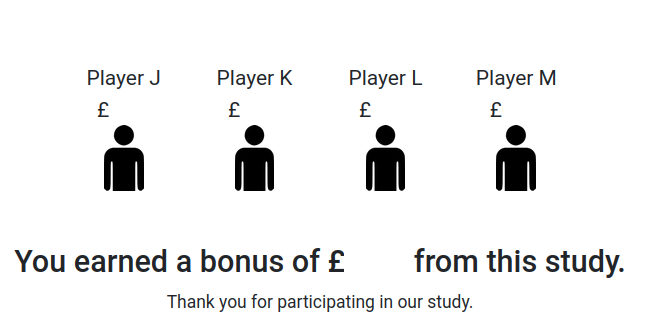 Player J Player K Player L Player M
£ £ £ £
You earned a bonus of £ from this study.
Thank you for participating in our study.